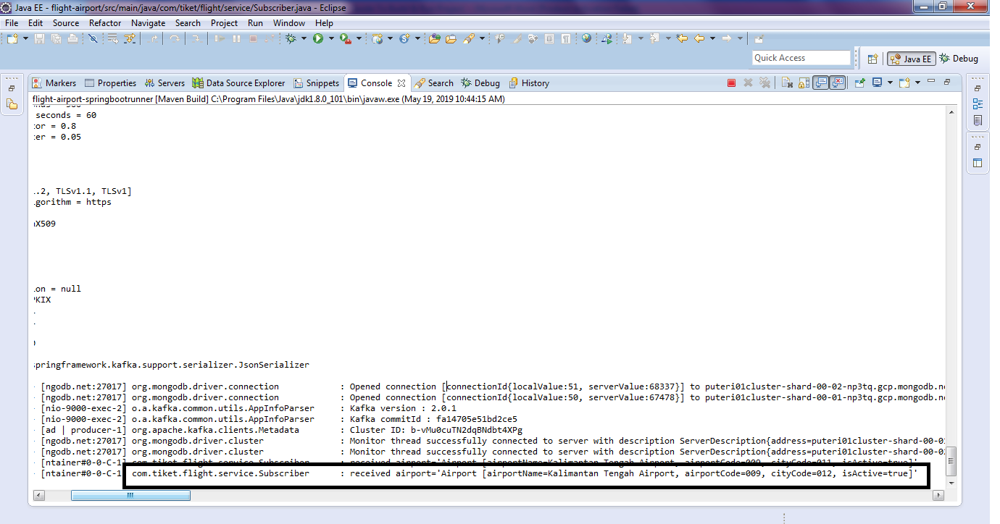 Java EE - flight-airport/src/main/java/com/tiket/flight/service/Subscriber.java - Eclipse
File Edit Source Refactor Navigate Search Project Run Window Help
Quick Access
Java EE Debug
Markers Properties Servers Data Source Explorer Snippets Console Search Debug History
flight-airport-springbootrunner [Maven Build] C:\Program Files\Java\jdk1.8.0_101\bin\javaw.exe (May 19, 2019 10:44:15 AM)
seconds = 60
tor = 0.8
ter = 0.05
.2, TLSv1.1, TLSv1]
gorithm = https
X509
on = null
PKIX
springframework.kafka.support.serializer.JsonSerializer
[ngodb.net:27017] org.mongodb.driver.connection : Opened connection [connectionId{localValue:51, serverValue:68337}] to puteri01cluster-shard-00-02-np3tq.gcp.mongodb.n
[ngodb.net:27017] org.mongodb.driver.connection : Opened connection [connectionId{localValue:50, serverValue:67478}] to puteri01cluster-shard-00-01-np3tq.gcp.mongodb.n
[nio-9000-exec-2] o.a.kafka.common.utils.AppInfoParser : Kafka version : 2.0.1
[nio-9000-exec-2] o.a.kafka.common.utils.AppInfoParser : Kafka commitId : fa14705e51bd2ce5
[ad | producer-1] org.apache.kafka.clients.Metadata : Cluster ID: b-vMu0cuTN2dqBNdbt4XPg
[ngodb.net:27017] org.mongodb.driver.cluster : Monitor thread successfully connected to server with description ServerDescription{address=puteri01cluster-shard-00-0
[ngodb.net:27017] org.mongodb.driver.cluster : Monitor thread successfully connected to server with description ServerDescription{address=puteri01cluster-shard-00-0
[ntainer#0-0-C-1] com.tiket.flight.service.Subscriber : received airport='Airport [airportName=Kalimantan Tengah Airport, airportCode=009, cityCode=011, isActive=true]'
[ntainer#0-0-C-1 com.tiket.flight.service.Subscriber : received airport='Airport [airportName=Kalimantan Tengah Airport, airportCode=009, cityCode=012, isActive=true]'